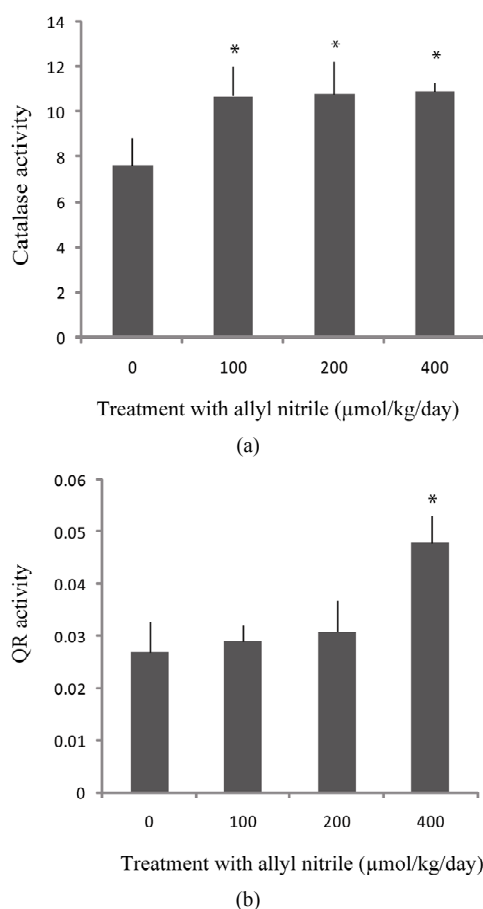 14
12
10
8
6
4
2
0
Catalase activity
*
*
*
0 100 200 400
Treatment with allyl nitrile (μmol/kg/day)
(a)
0.06
0.05
0.04
0.03
0.02
0.01
0
QR activity
*
0 100 200 400
Treatment with allyl nitrile (μmol/kg/day)
(b)